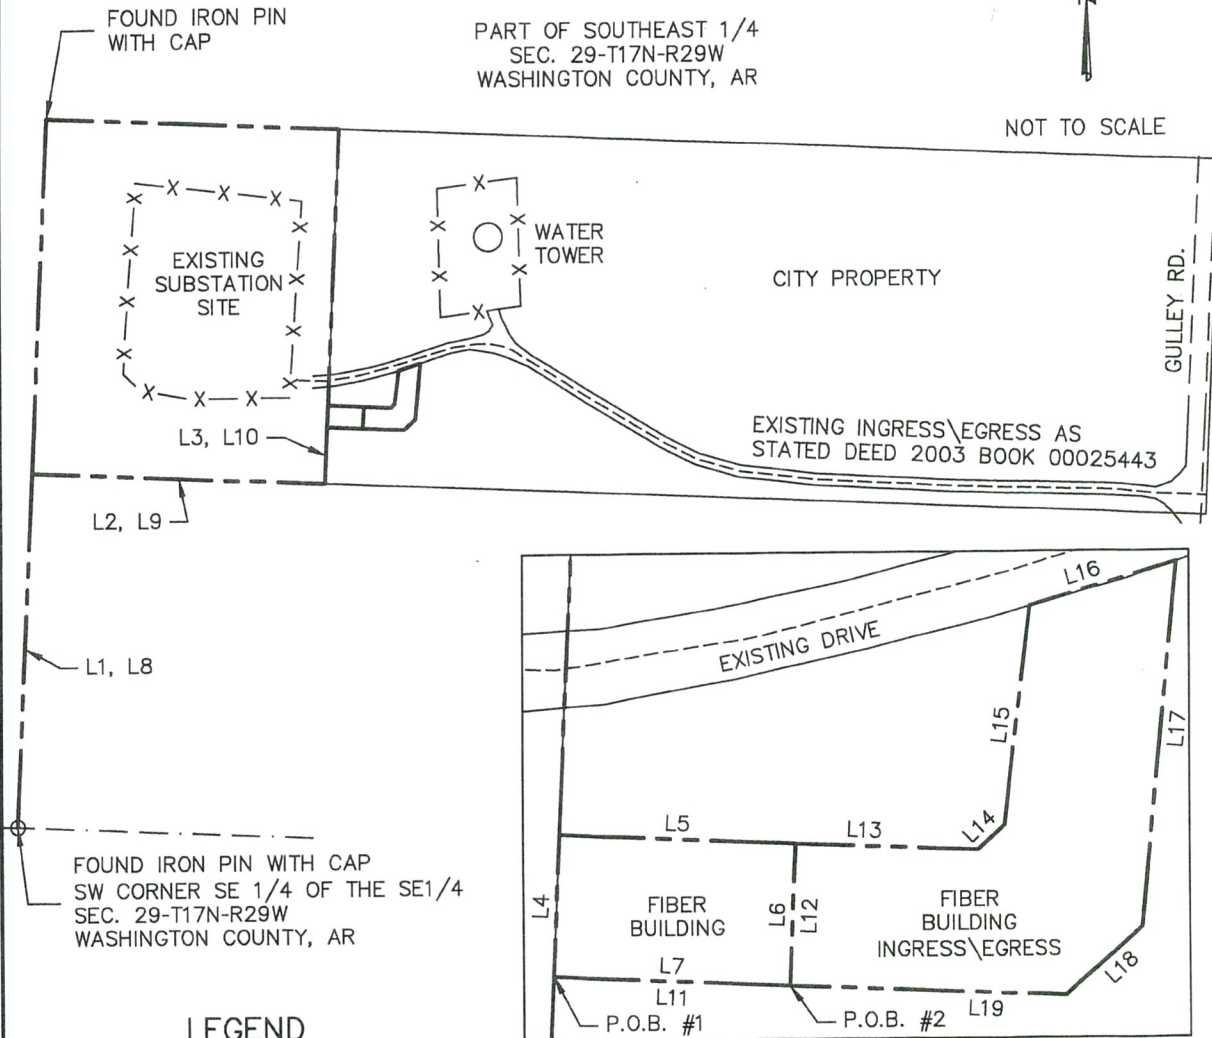 FOUND IRON PIN
WITH CAP
PART OF SOUTHEAST 1/4
SEC. 29-T17N-R29W
WASHINGTON COUNTY, AR
NOT TO SCALE
EXISTING
SUBSTATION
SITE
WATER
TOWER
CITY PROPERTY
GULLEY RD.
L3, L10
EXISTING INGRESS\EGRESS AS
STATED DEED 2003 BOOK 00025443
L2, L9
L1, L8
FOUND IRON PIN WITH CAP
SW CORNER SE 1/4 OF THE SE1/4
SEC. 29-T17N-R29W
WASHINGTON COUNTY, AR
EXISTING DRIVE
L16
L15
L17
L5
L13
L14
L4
FIBER
BUILDING
L6
L12
FIBER
BUILDING
INGRESS\EGRESS
L18
L7
L11
L19
P.O.B. #1
P.O.B. #2
LEGEND